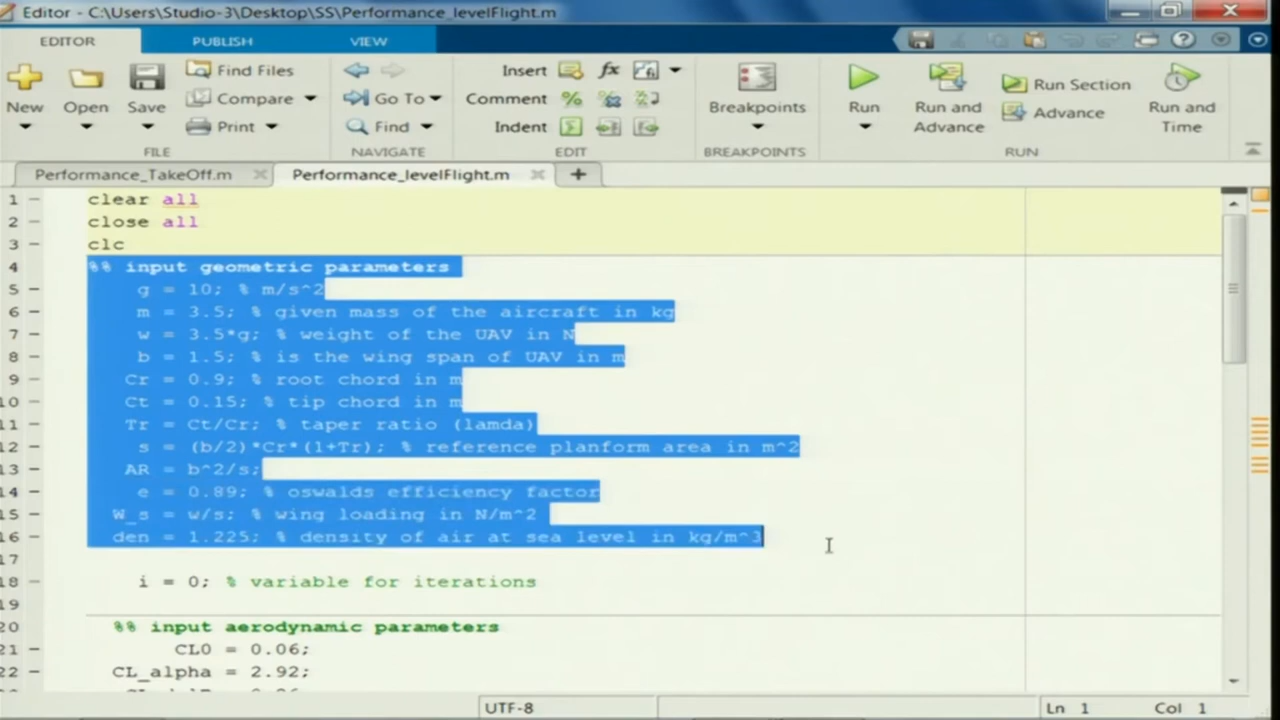 Editor - C:\Users\Studio-3\Desktop\SS\Performance_levelFlight.m
EDITOR PUBLISH VIEW
New
Open
Save
Find Files
Compare
Print
FILE
Go To
Find
NAVIGATE
Insert
Comment
Indent
EDIT
Breakpoints
BREAKPOINTS
Run
Run and Advance
Run Section
Advance
Run and Time
RUN
Performance_TakeOff.m Performance_levelFlight.m
1 clear all
2 close all
3 clc
4 %% input geometric parameters
5 g = 10; % m/s^2
6 m = 3.5; % given mass of the aircraft in kg
7 w = 3.5*g; % weight of the UAV in N
8 b = 1.5; % is the wing span of UAV in m
9 Cr = 0.9; % root chord in m
10 Ct = 0.15; % tip chord in m
11 Tr = Ct/Cr; % taper ratio (lamda)
12 s = (b/2)*Cr*(1+Tr); % reference planform area in m^2
13 AR = b^2/s;
14 e = 0.89; % oswalds efficiency factor
15 W_s = w/s; % wing loading in N/m^2
16 den = 1.225; % density of air at sea level in kg/m^3
17
18 i = 0; % variable for iterations
19
20 %% input aerodynamic parameters
21 CL0 = 0.06;
22 CL_alpha = 2.92;
UTF-8 Ln 1 Col 1